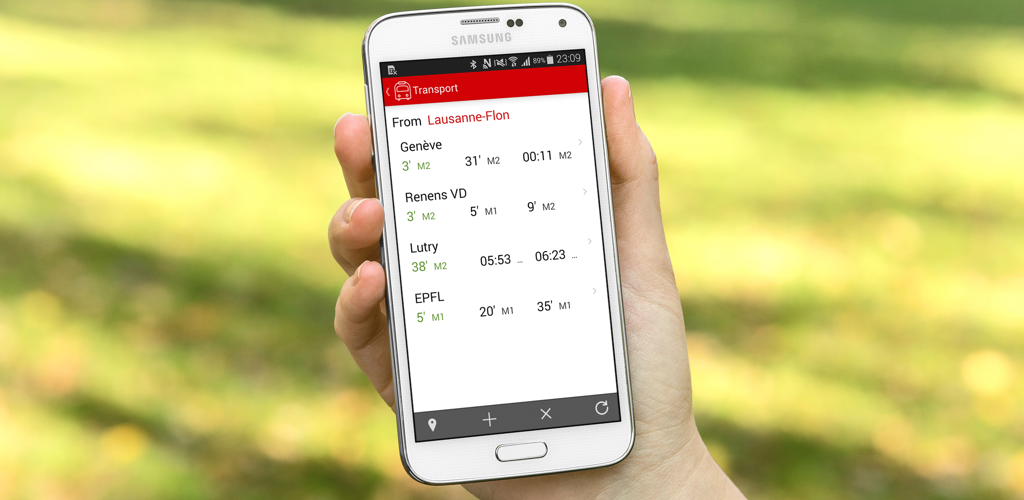 SAMSUNG
89% 23:09
Transport
From Lausanne-Flon
Genève
3' M2 31' M2 00:11 M2
Renens VD
3' M2 5' M1 9' M2
Lutry
38' M2 05:53 ... 06:23 ...
EPFL
5' M1 20' M1 35' M1